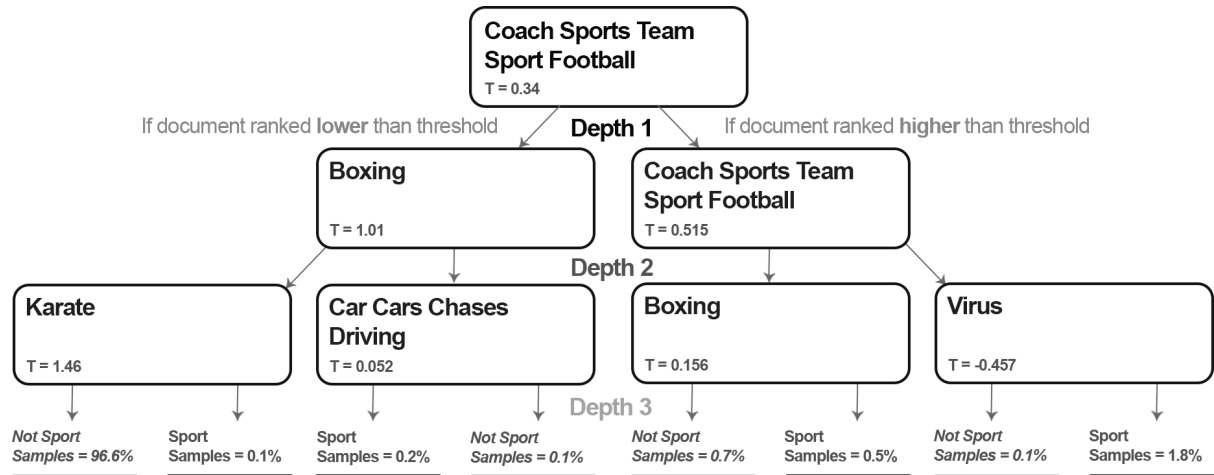 Coach Sports Team
Sport Football
T = 0.34
If document ranked lower than threshold
Depth 1
If document ranked higher than threshold
Boxing
T = 1.01
Coach Sports Team
Sport Football
T = 0.515
Depth 2
Karate
T = 1.46
Car Cars Chases
Driving
T = 0.052
Boxing
T = 0.156
Virus
T = -0.457
Depth 3
Not Sport
Samples = 96.6%
Sport
Samples = 0.1%
Sport
Samples = 0.2%
Not Sport
Samples = 0.1%
Not Sport
Samples = 0.7%
Sport
Samples = 0.5%
Not Sport
Samples = 0.1%
Sport
Samples = 1.8%